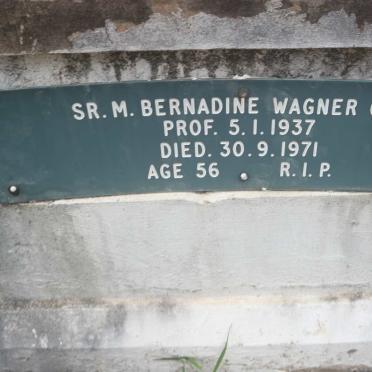 SR. M. BERNADINE WAGNER
PROF. 5.1.1937
DIED. 30.9.1971
AGE 56 R.I.P.